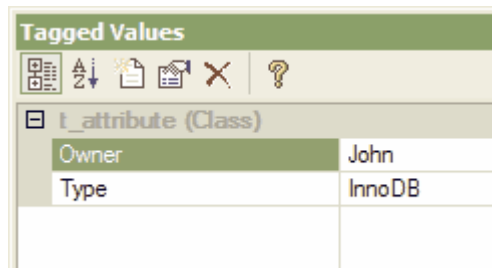 Tagged Values
t_attribute (Class)
Owner John
Type InnoDB